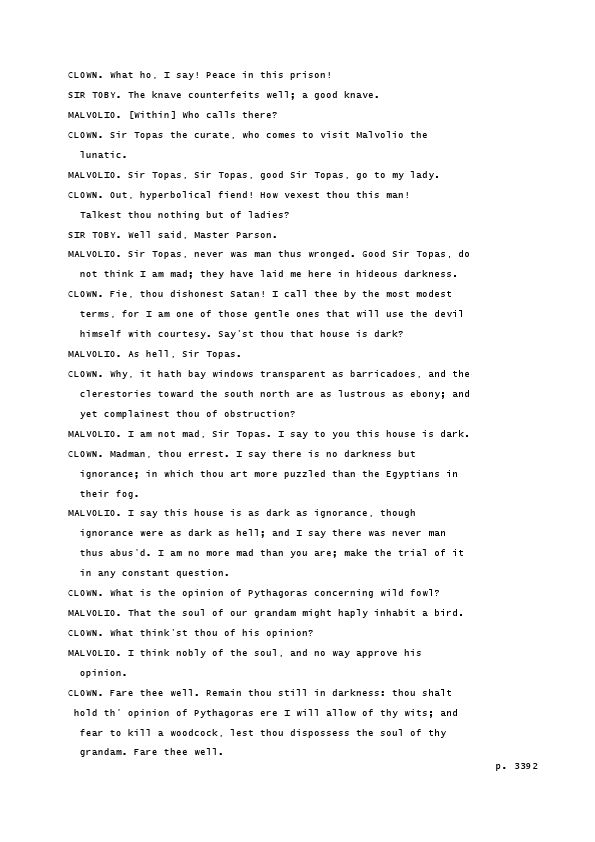 CLOWN. What ho, I say! Peace in this prison!
SIR TOBY. The knave counterfeits well; a good knave.
MALVOLIO. [Within] Who calls there?
CLOWN. Sir Topas the curate, who comes to visit Malvolio the
lunatic.
MALVOLIO. Sir Topas, Sir Topas, good Sir Topas, go to my lady.
CLOWN. Out, hyperbolical fiend! How vexest thou this man!
Talkest thou nothing but of ladies?
SIR TOBY. Well said, Master Parson.
MALVOLIO. Sir Topas, never was man thus wronged. Good Sir Topas, do
not think I am mad; they have laid me here in hideous darkness.
CLOWN. Fie, thou dishonest Satan! I call thee by the most modest
terms, for I am one of those gentle ones that will use the devil
himself with courtesy. Say'st thou that house is dark?
MALVOLIO. As hell, Sir Topas.
CLOWN. Why, it hath bay windows transparent as barricadoes, and the
clerestories toward the south north are as lustrous as ebony; and
yet complainest thou of obstruction?
MALVOLIO. I am not mad, Sir Topas. I say to you this house is dark.
CLOWN. Madman, thou errest. I say there is no darkness but
ignorance; in which thou art more puzzled than the Egyptians in
their fog.
MALVOLIO. I say this house is as dark as ignorance, though
ignorance were as dark as hell; and I say there was never man
thus abus'd. I am no more mad than you are; make the trial of it
in any constant question.
CLOWN. What is the opinion of Pythagoras concerning wild fowl?
MALVOLIO. That the soul of our grandam might haply inhabit a bird.
CLOWN. What think'st thou of his opinion?
MALVOLIO. I think nobly of the soul, and no way approve his
opinion.
CLOWN. Fare thee well. Remain thou still in darkness: thou shalt
hold th' opinion of Pythagoras ere I will allow of thy wits; and
fear to kill a woodcock, lest thou dispossess the soul of thy
grandam. Fare thee well.
p. 3392